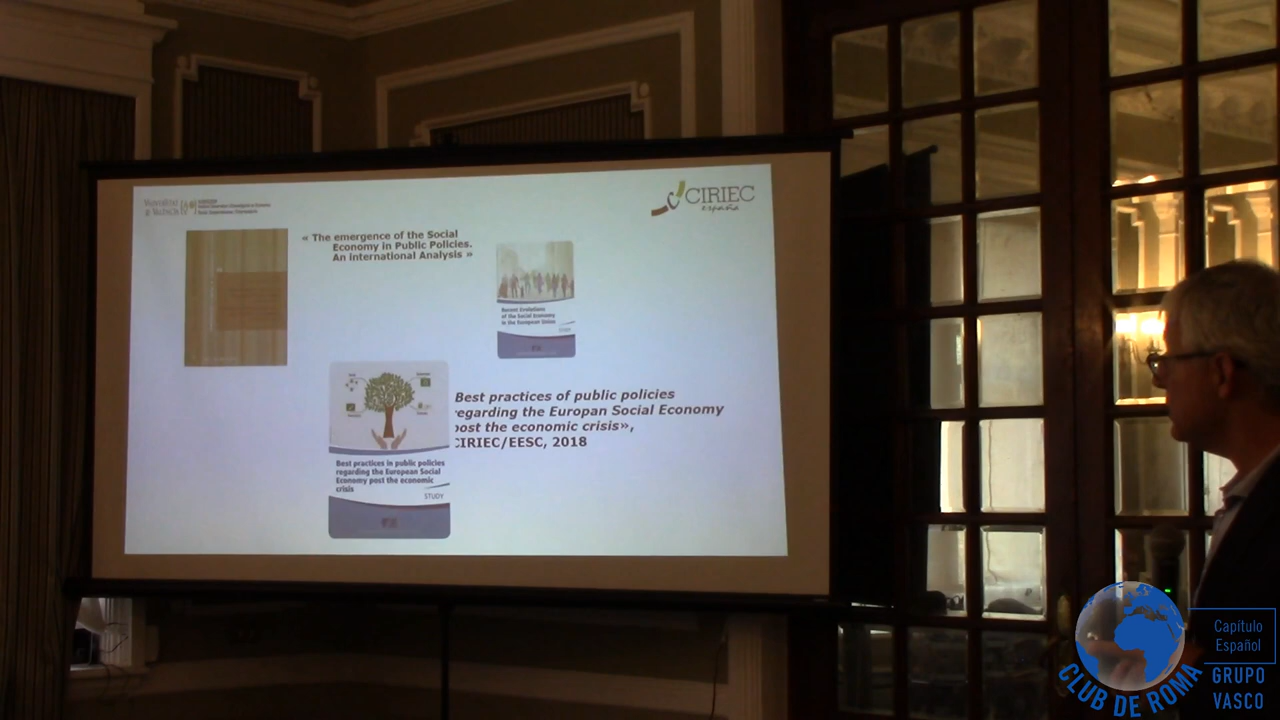 CIRIEC
españa
« The emergence of the Social
Economy in Public Policies.
An international Analysis »
Recent Evolutions
of the Social Economy
in the European Union
STUDY
Best practices of public policies
regarding the Europan Social Economy
post the economic crisis»,
CIRIEC/EESC, 2018
Best practices in public policies
regarding the European Social
Economy post the economic
crisis
STUDY
CLUB DE ROMA
Capítulo
Español
GRUPO
VASCO